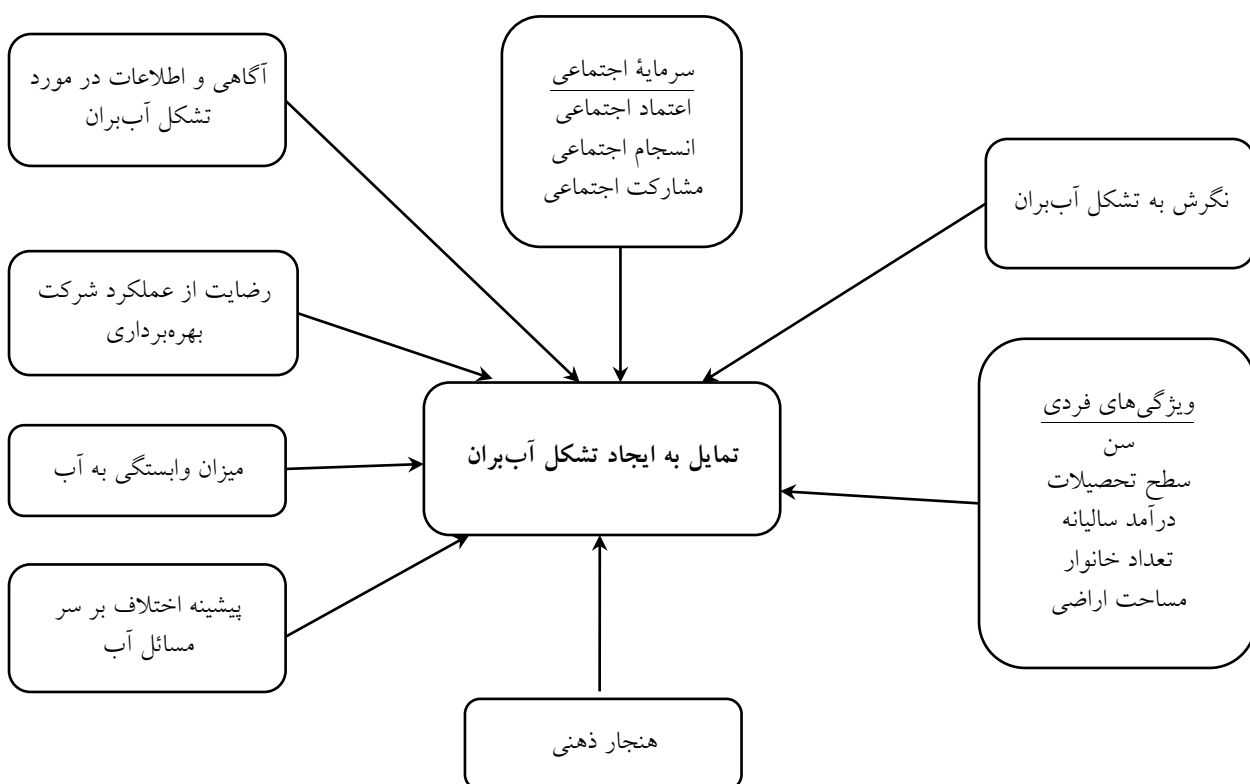 سرمایهٔ اجتماعی
اعتماد اجتماعی
انسجام اجتماعی
مشارکت اجتماعی
نگرش به تشکل آب‌بران
ویژگی‌های فردی
سن
سطح تحصیلات
درآمد سالیانه
تعداد خانوار
مساحت اراضی
آگاهی و اطلاعات در مورد
تشکل آب‌بران
رضایت از عملکرد شرکت
بهره‌برداری
میزان وابستگی به آب
پیشینه اختلاف بر سر
مسائل آب
تمایل به ایجاد تشکل آب‌بران
هنجار ذهنی